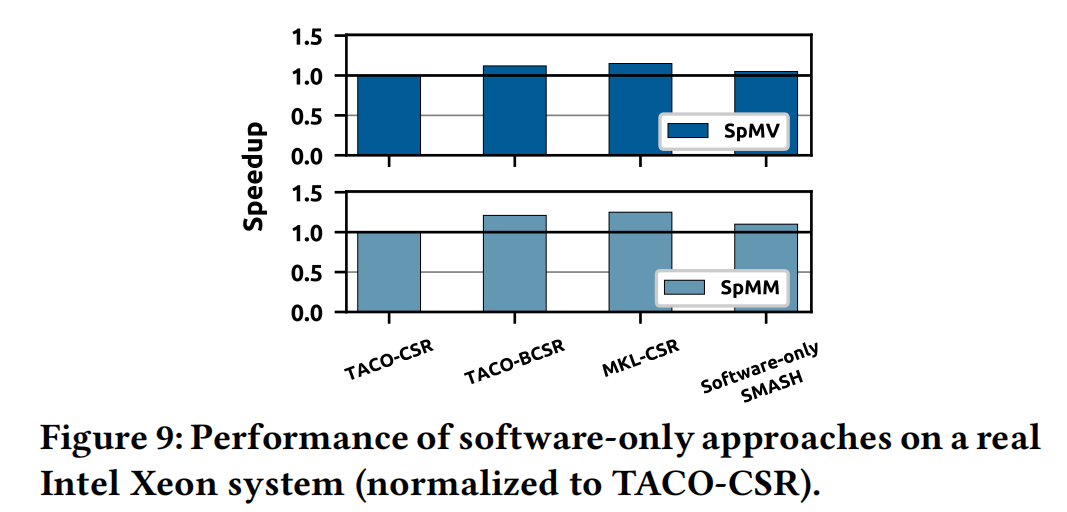 Speedup
1.5
1.0
0.5
0.0
SpMV
1.5
1.0
0.5
0.0
SpMM
TACO-CSR
TACO-BCSR
MKL-CSR
Software-only
SMASH
Figure 9: Performance of software-only approaches on a real
Intel Xeon system (normalized to TACO-CSR).